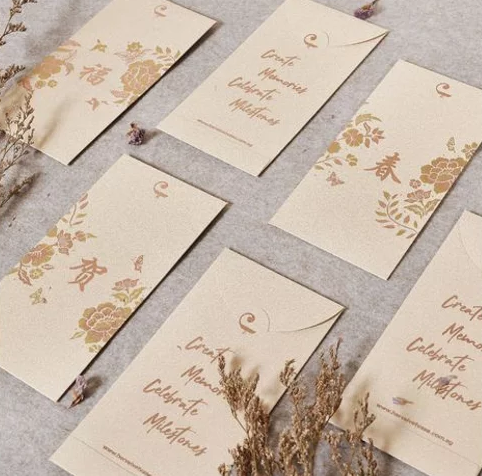 福
Create
Memories
Celebrate
Milestones
春
贺
Create
Memories
Celebrate
Milestones
Create
Memo
Celebrate
Milestones